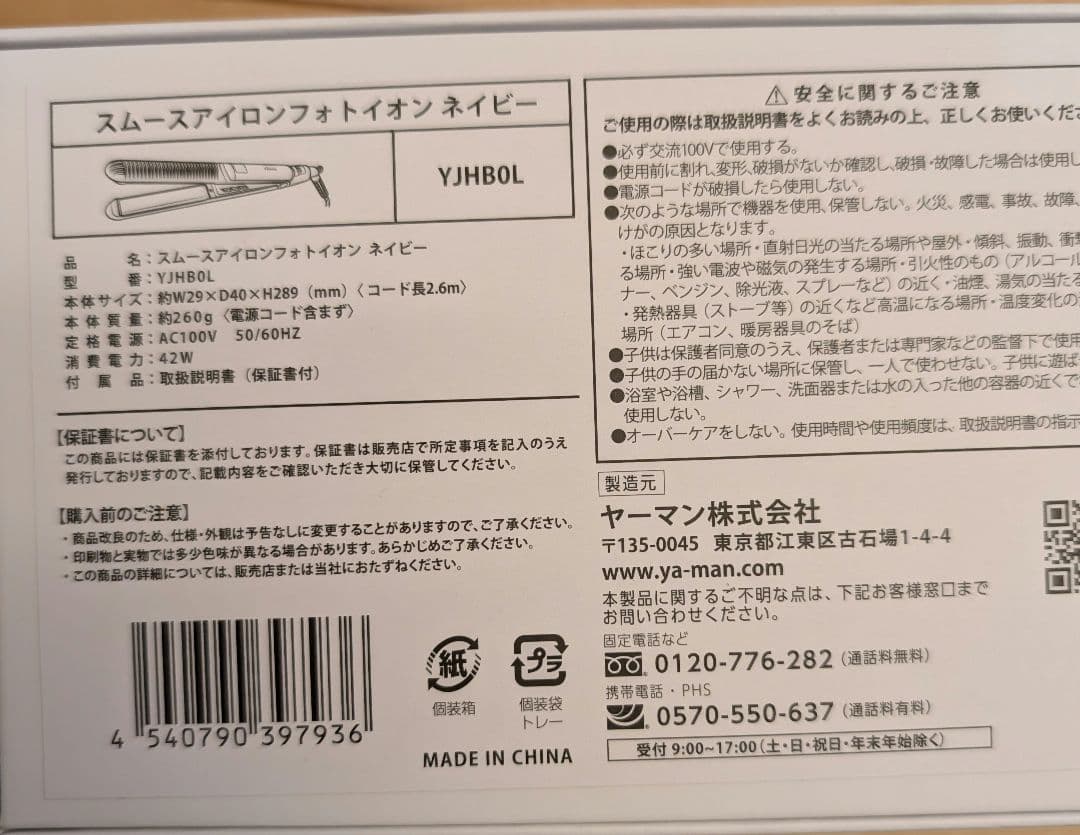 スムースアイロンフォトイオン ネイビー
YJHB0L
品名：スムースアイロンフォトイオン ネイビー
型番：YJHB0L
本体サイズ：約W29×D40×H289（mm）〈コード長2.6m〉
本体質量：約260g〈電源コード含まず〉
定格電源：AC100V 50/60HZ
消費電力：42W
付属品：取扱説明書（保証書付）
【保証書について】
この商品には保証書を添付しております。保証書は販売店で所定事項を記入のうえ
発行しておりますので、記載内容をご確認いただき大切に保管してください。
【購入前のご注意】
・商品改良のため、仕様・外観は予告なしに変更することがありますので、ご了承ください。
・印刷物と実物では多少色味が異なる場合があります。あらかじめご了承ください。
・この商品の詳細については、販売店または当社におたずねください。
4 540790 397936
紙
個装箱
プラ
個装袋
トレー
MADE IN CHINA
安全に関するご注意
ご使用の際は取扱説明書をよくお読みの上、正しくお使いくださ
●必ず交流100Vで使用する。
●使用前に割れ、変形、破損がないか確認し、破損・故障した場合は使用し
●電源コードが破損したら使用しない。
●次のような場所で機器を使用、保管しない。火災、感電、事故、故障、
けがの原因となります。
・ほこりの多い場所・直射日光の当たる場所や屋外・傾斜、振動、衝撃
る場所・強い電波や磁気の発生する場所・引火性のもの（アルコール
ナー、ベンジン、除光液、スプレーなど）の近く・油煙、湯気の当たる
・発熱器具（ストーブ等）の近くなど高温になる場所・温度変化の
場所（エアコン、暖房器具のそば）
●子供は保護者同意のうえ、保護者または専門家などの監督下で使用
●子供の手の届かない場所に保管し、一人で使わせない。子供に遊ば
●浴室や浴槽、シャワー、洗面器または水の入った他の容器の近くで
使用しない。
●オーバーケアをしない。使用時間や使用頻度は、取扱説明書の指示
製造元
ヤーマン株式会社
〒135-0045 東京都江東区古石場1-4-4
www.ya-man.com
本製品に関するご不明な点は、下記お客様窓口まで
お問い合わせください。
固定電話など
0120-776-282（通話料無料）
携帯電話・PHS
0570-550-637（通話料有料）
受付 9:00~17:00（土・日・祝日・年末年始除く）